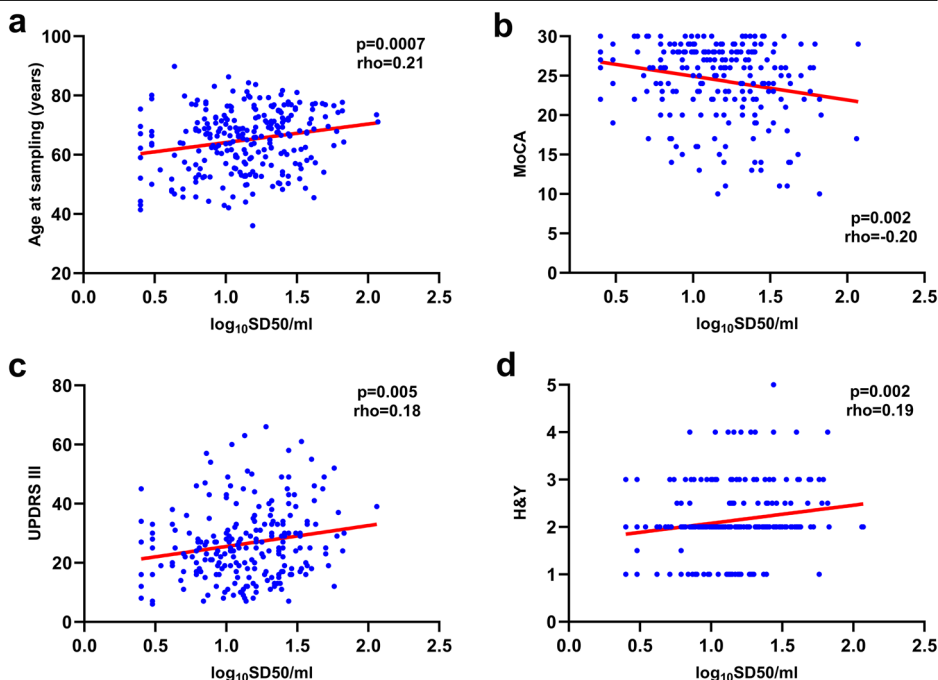 a
p=0.0007
rho=0.21
Age at sampling (years)
100
80
60
40
20
0.0 0.5 1.0 1.5 2.0 2.5
log₁₀SD50/ml
b
MoCA
30
25
20
15
10
5
0
p=0.002
rho=-0.20
0.5 1.0 1.5 2.0 2.5
log₁₀SD50/ml
c
p=0.005
rho=0.18
UPDRS III
80
60
40
20
0
0.0 0.5 1.0 1.5 2.0 2.5
log₁₀SD50/ml
d
p=0.002
rho=0.19
H&Y
5
4
3
2
1
0
0.0 0.5 1.0 1.5 2.0 2.5
log₁₀SD50/ml